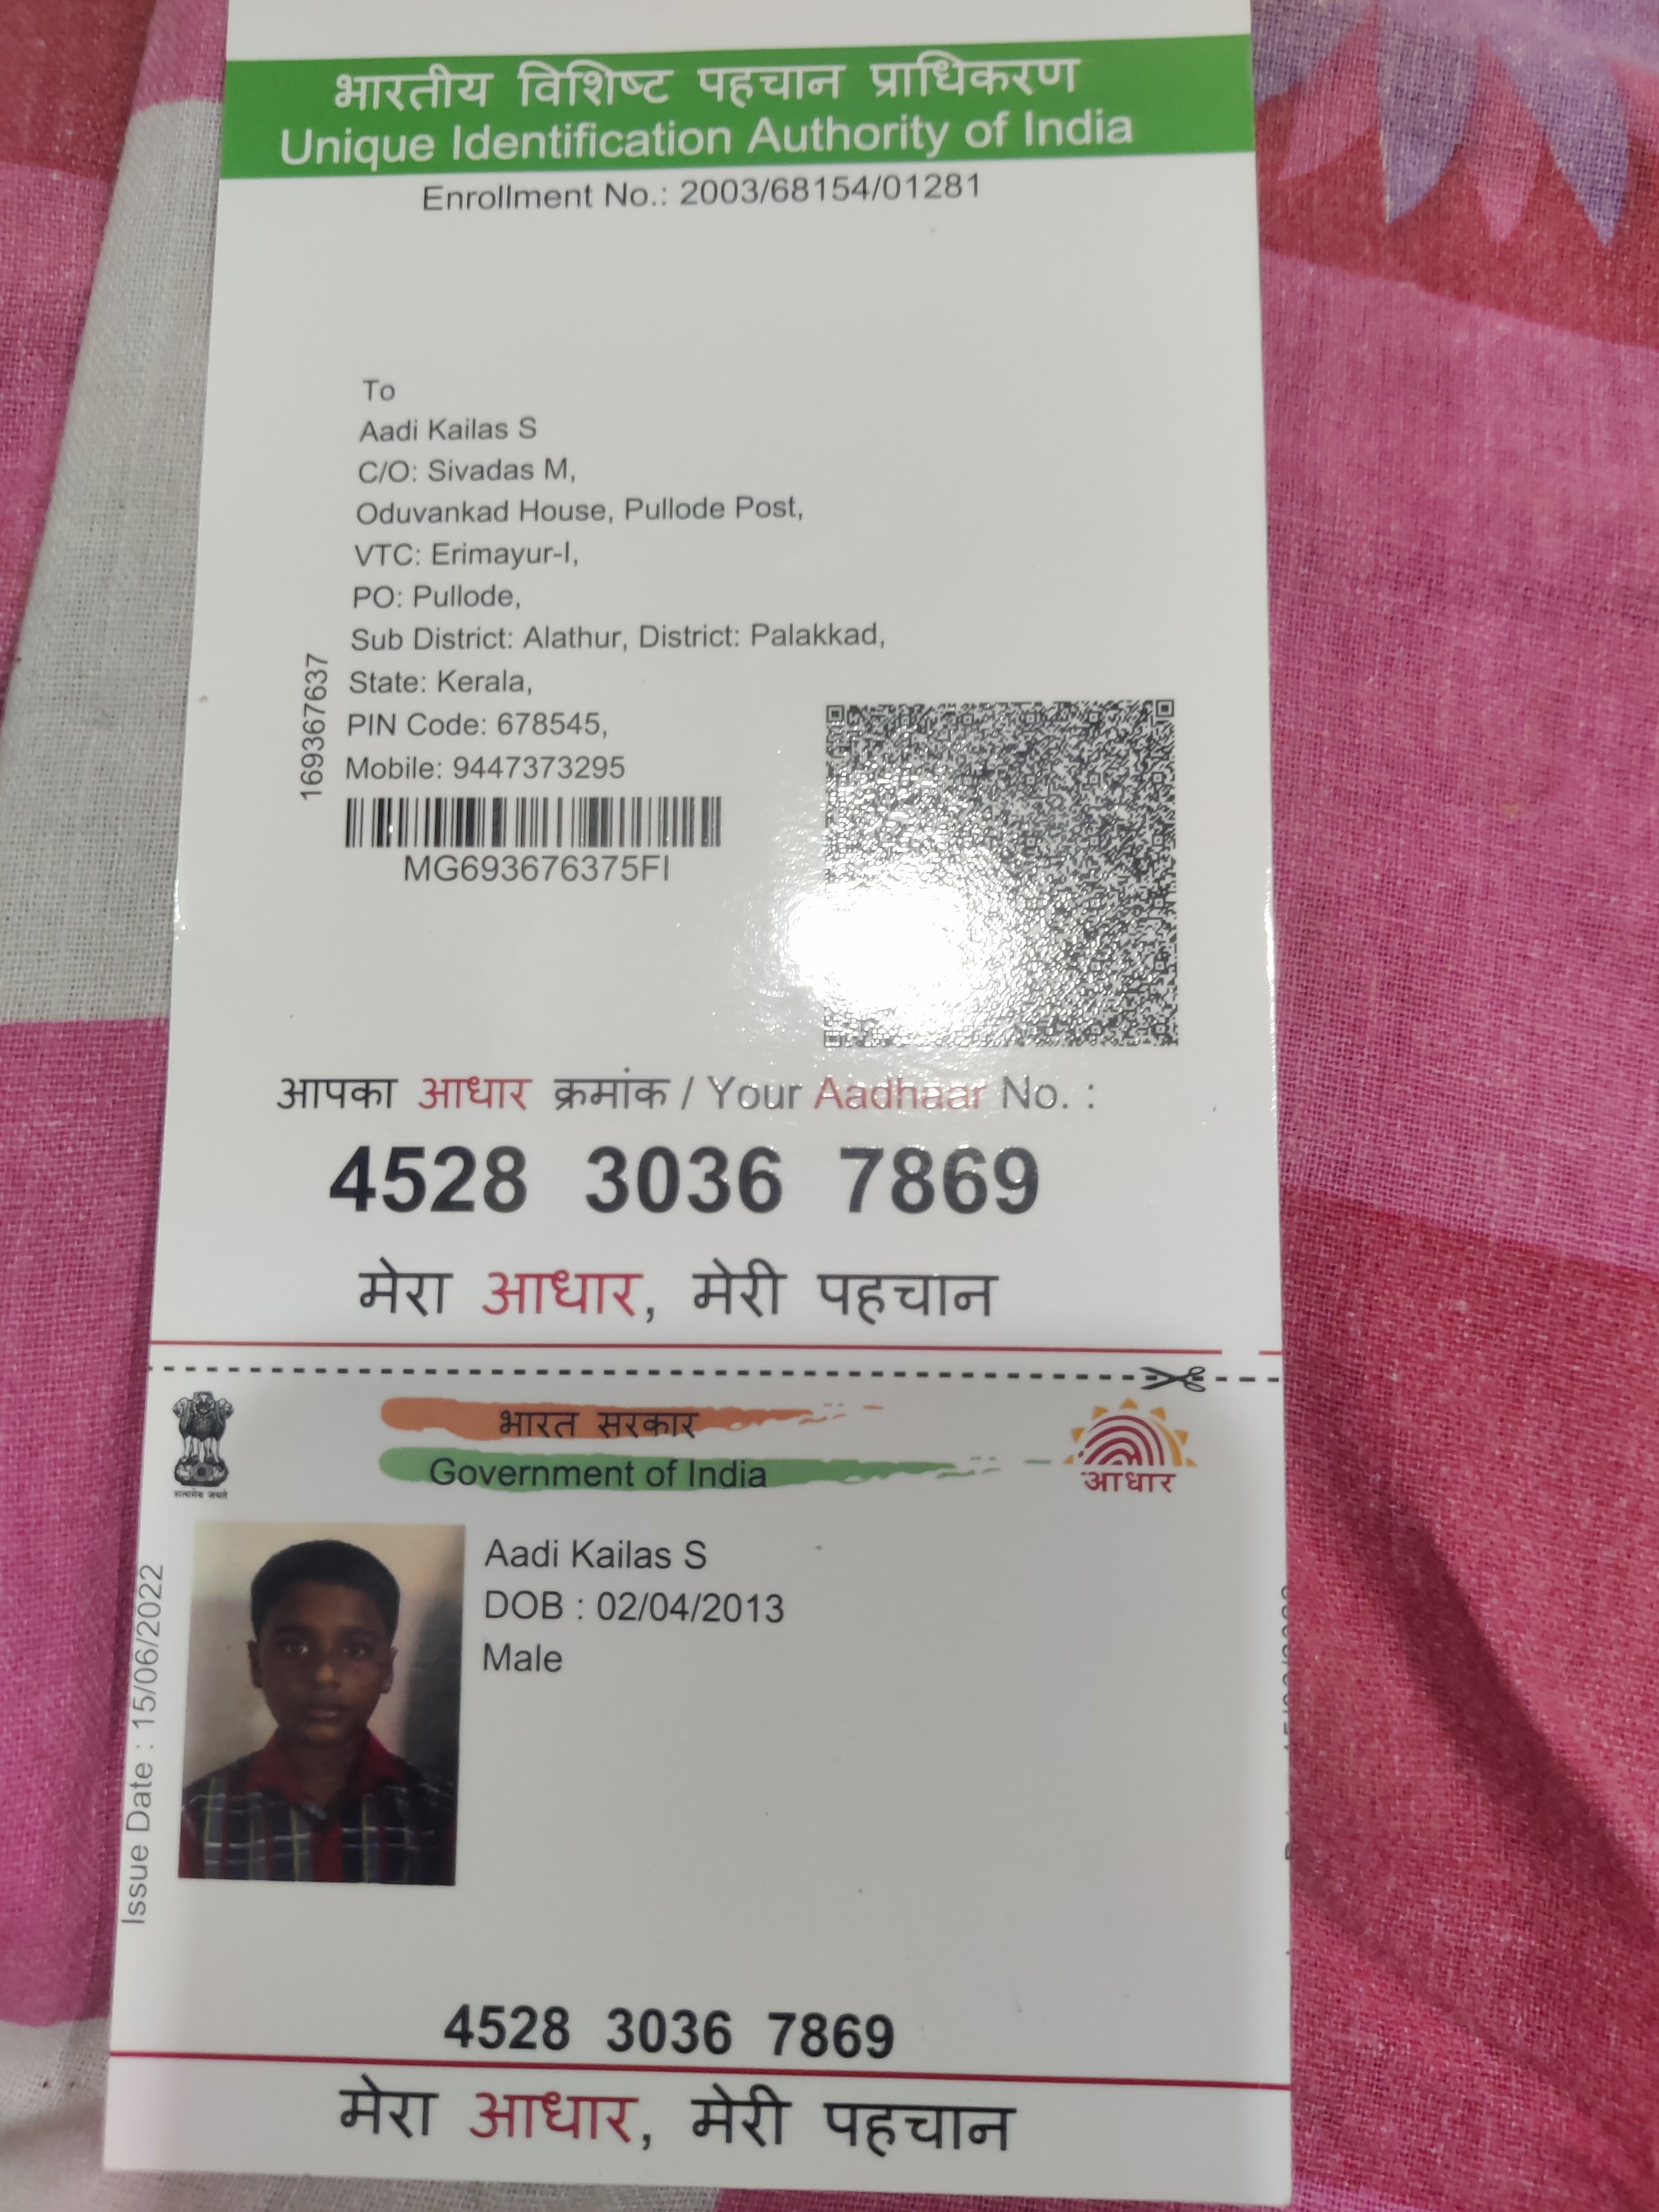 भारतीय विशिष्ट पहचान प्राधिकरण
Unique Identification Authority of India
Enrollment No.: 2003/68154/01281
To
Aadi Kailas S
C/O: Sivadas M,
Oduvankad House, Pullode Post,
VTC: Erimayur-I,
PO: Pullode,
Sub District: Alathur, District: Palakkad,
State: Kerala,
PIN Code: 678545,
Mobile: 9447373295
169367637
MG693676375FI
आपका आधार क्रमांक / Your Aadhaar No. :
4528 3036 7869
मेरा आधार, मेरी पहचान
सत्यमेव जयते
भारत सरकार
Government of India
आधार
Issue Date : 15/06/2022
Aadi Kailas S
DOB : 02/04/2013
Male
4528 3036 7869
मेरा आधार, मेरी पहचान